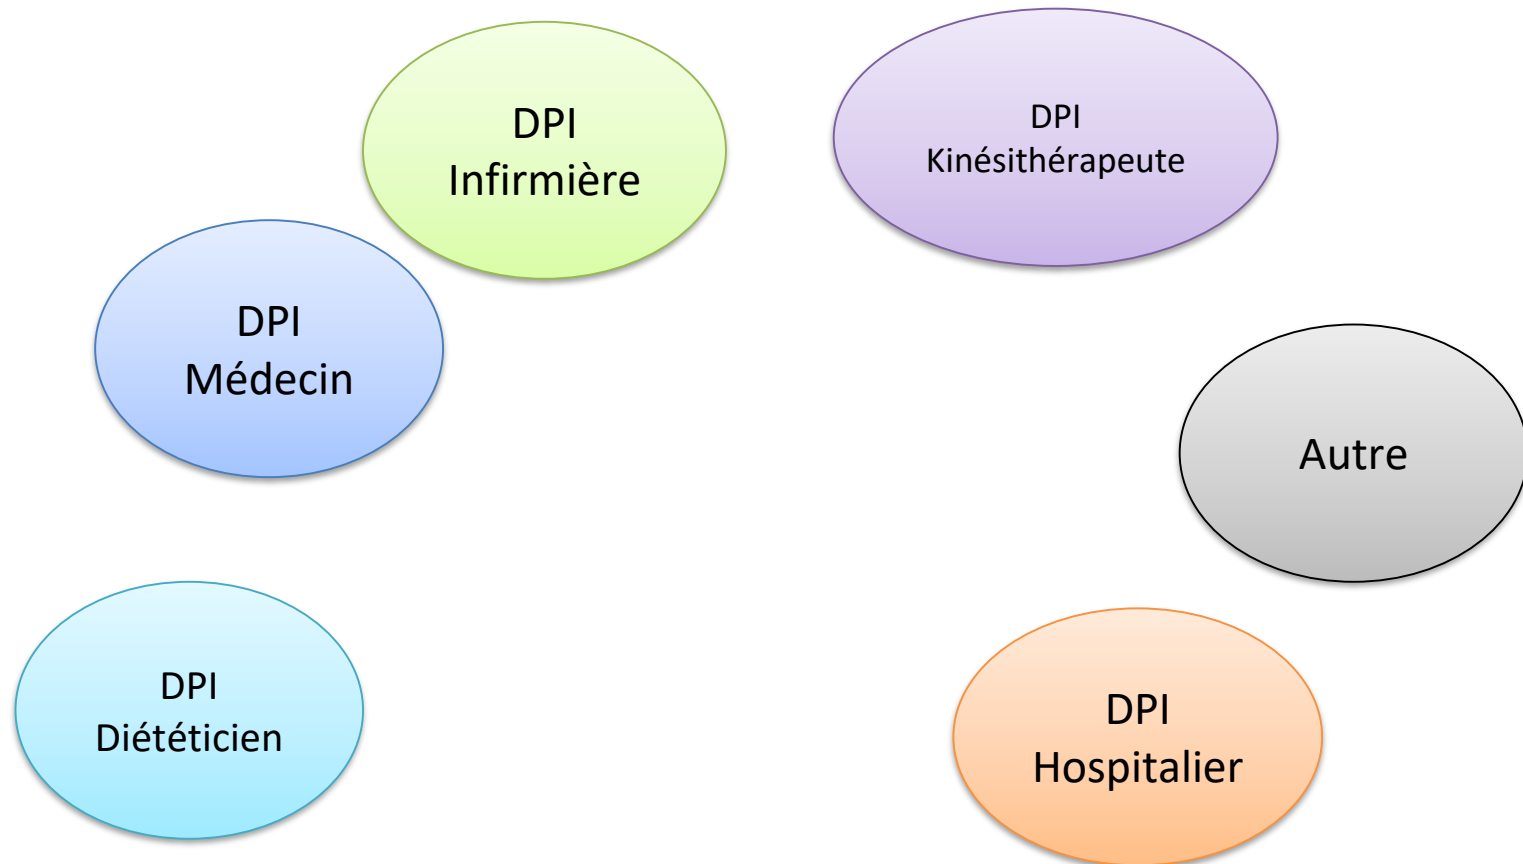 DPI
Infirmière
DPI
Kinésithérapeute
DPI
Médecin
Autre
DPI
Diététicien
DPI
Hospitalier